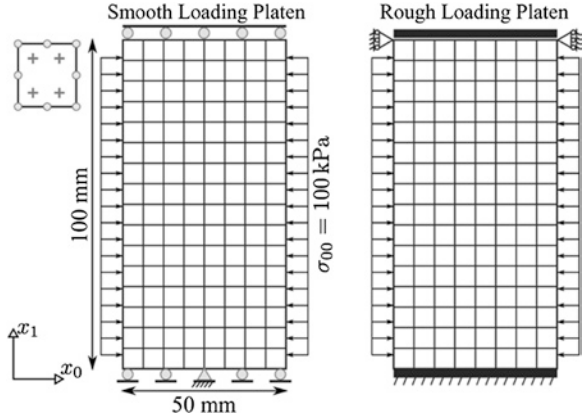 Smooth Loading Platen
Rough Loading Platen
100 mm
σ₀₀ = 100 kPa
x₁
x₀
50 mm